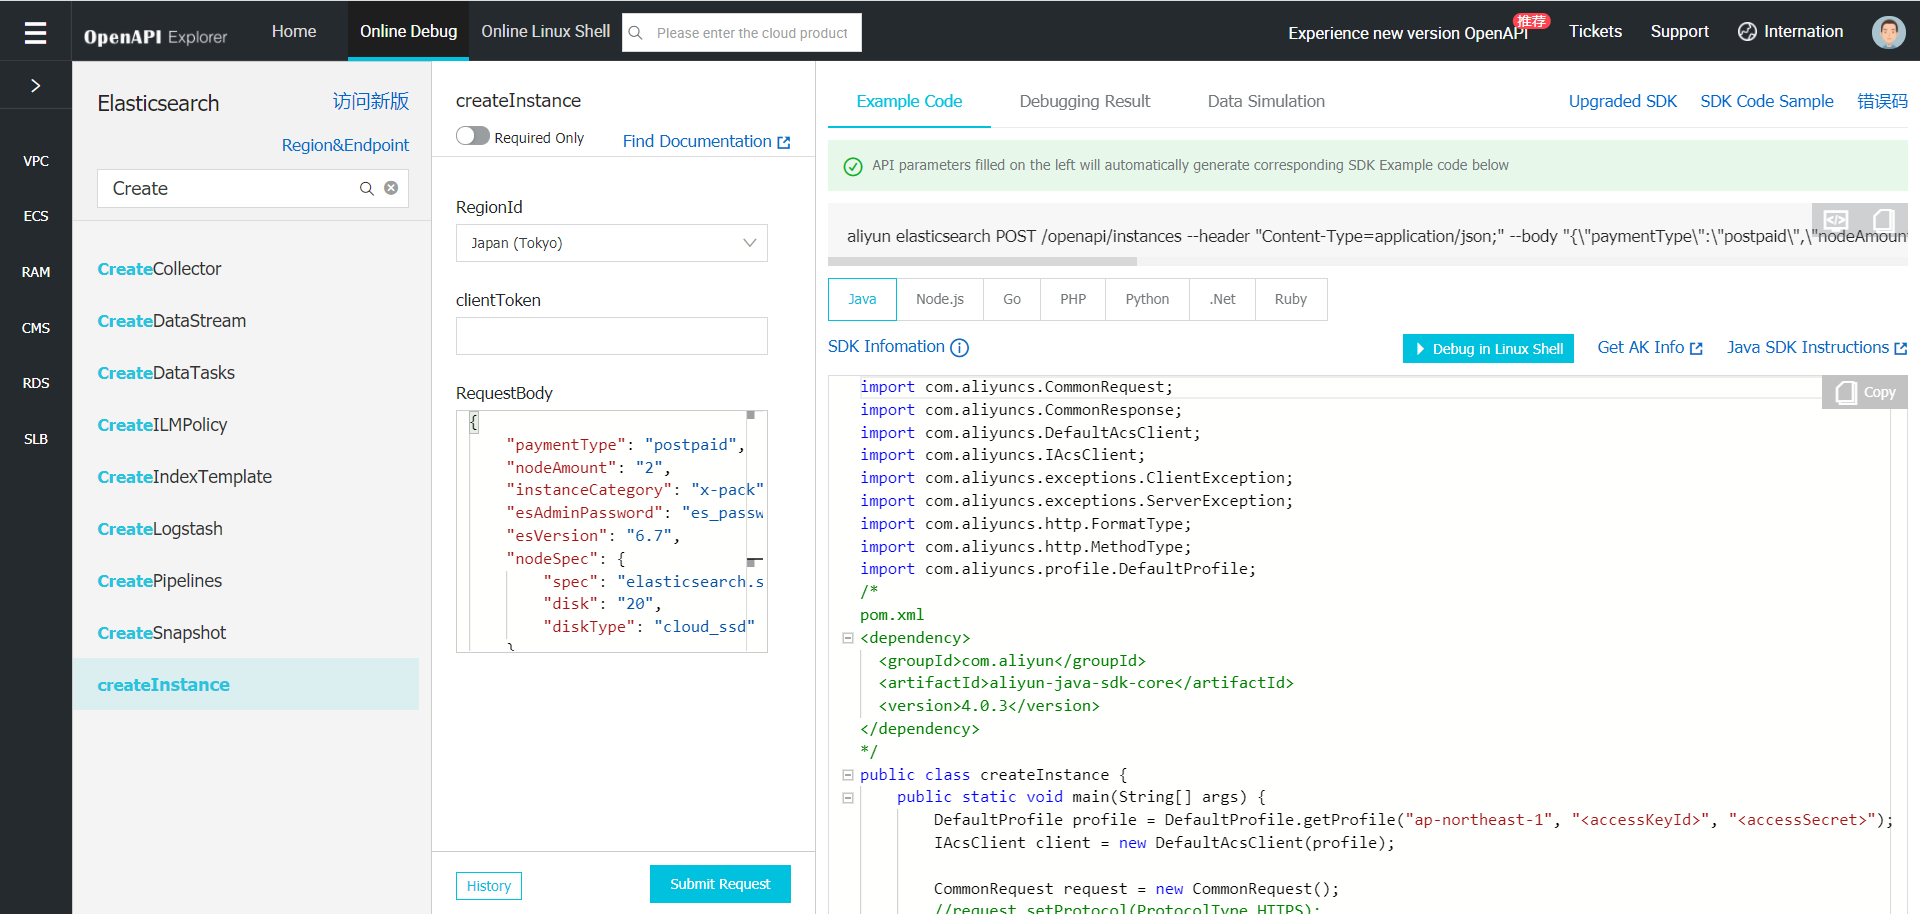 OpenAPI Explorer
Home
Online Debug
Online Linux Shell
Please enter the cloud product
Experience new version OpenAPI
推荐
Tickets
Support
Internation
VPC
ECS
RAM
CMS
RDS
SLB
Elasticsearch
访问新版
Region&Endpoint
Create
CreateCollector
CreateDataStream
CreateDataTasks
CreateILMPolicy
CreateIndexTemplate
CreateLogstash
CreatePipelines
CreateSnapshot
createInstance
createInstance
Required Only
Find Documentation
RegionId
Japan (Tokyo)
clientToken
RequestBody
{
"paymentType": "postpaid",
"nodeAmount": "2",
"instanceCategory": "x-pack"
"esAdminPassword": "es_passw
"esVersion": "6.7",
"nodeSpec": {
"spec": "elasticsearch.s
"disk": "20",
"diskType": "cloud_ssd"
}
History
Submit Request
Example Code
Debugging Result
Data Simulation
Upgraded SDK
SDK Code Sample
错误码
API parameters filled on the left will automatically generate corresponding SDK Example code below
aliyun elasticsearch POST /openapi/instances --header "Content-Type=application/json;" --body "{\"paymentType\":\"postpaid\",\"nodeAmount
Java
Node.js
Go
PHP
Python
.Net
Ruby
SDK Infomation
Debug in Linux Shell
Get AK Info
Java SDK Instructions
Copy
import com.aliyuncs.CommonRequest;
import com.aliyuncs.CommonResponse;
import com.aliyuncs.DefaultAcsClient;
import com.aliyuncs.IAcsClient;
import com.aliyuncs.exceptions.ClientException;
import com.aliyuncs.exceptions.ServerException;
import com.aliyuncs.http.FormatType;
import com.aliyuncs.http.MethodType;
import com.aliyuncs.profile.DefaultProfile;
/*
pom.xml
<dependency>
<groupId>com.aliyun</groupId>
<artifactId>aliyun-java-sdk-core</artifactId>
<version>4.0.3</version>
</dependency>
*/
public class createInstance {
public static void main(String[] args) {
DefaultProfile profile = DefaultProfile.getProfile("ap-northeast-1", "<accessKeyId>", "<accessSecret>");
IAcsClient client = new DefaultAcsClient(profile);
CommonRequest request = new CommonRequest();
//request.setProtocol(ProtocolType.HTTPS);